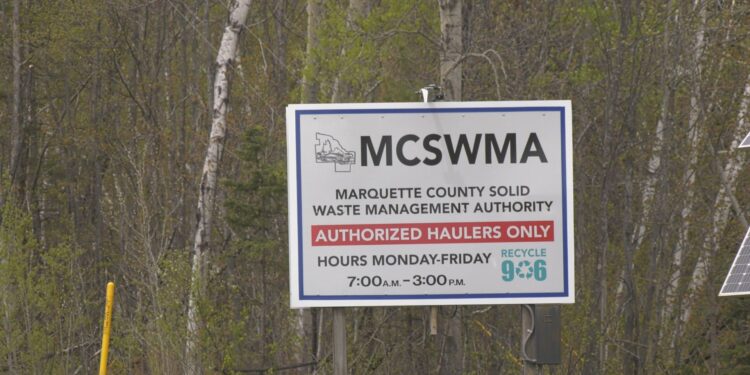 MCSWMA
MARQUETTE COUNTY SOLID
WASTE MANAGEMENT AUTHORITY
AUTHORIZED HAULERS ONLY
HOURS MONDAY-FRIDAY
7:00A.M.-3:00P.M.
RECYCLE
906